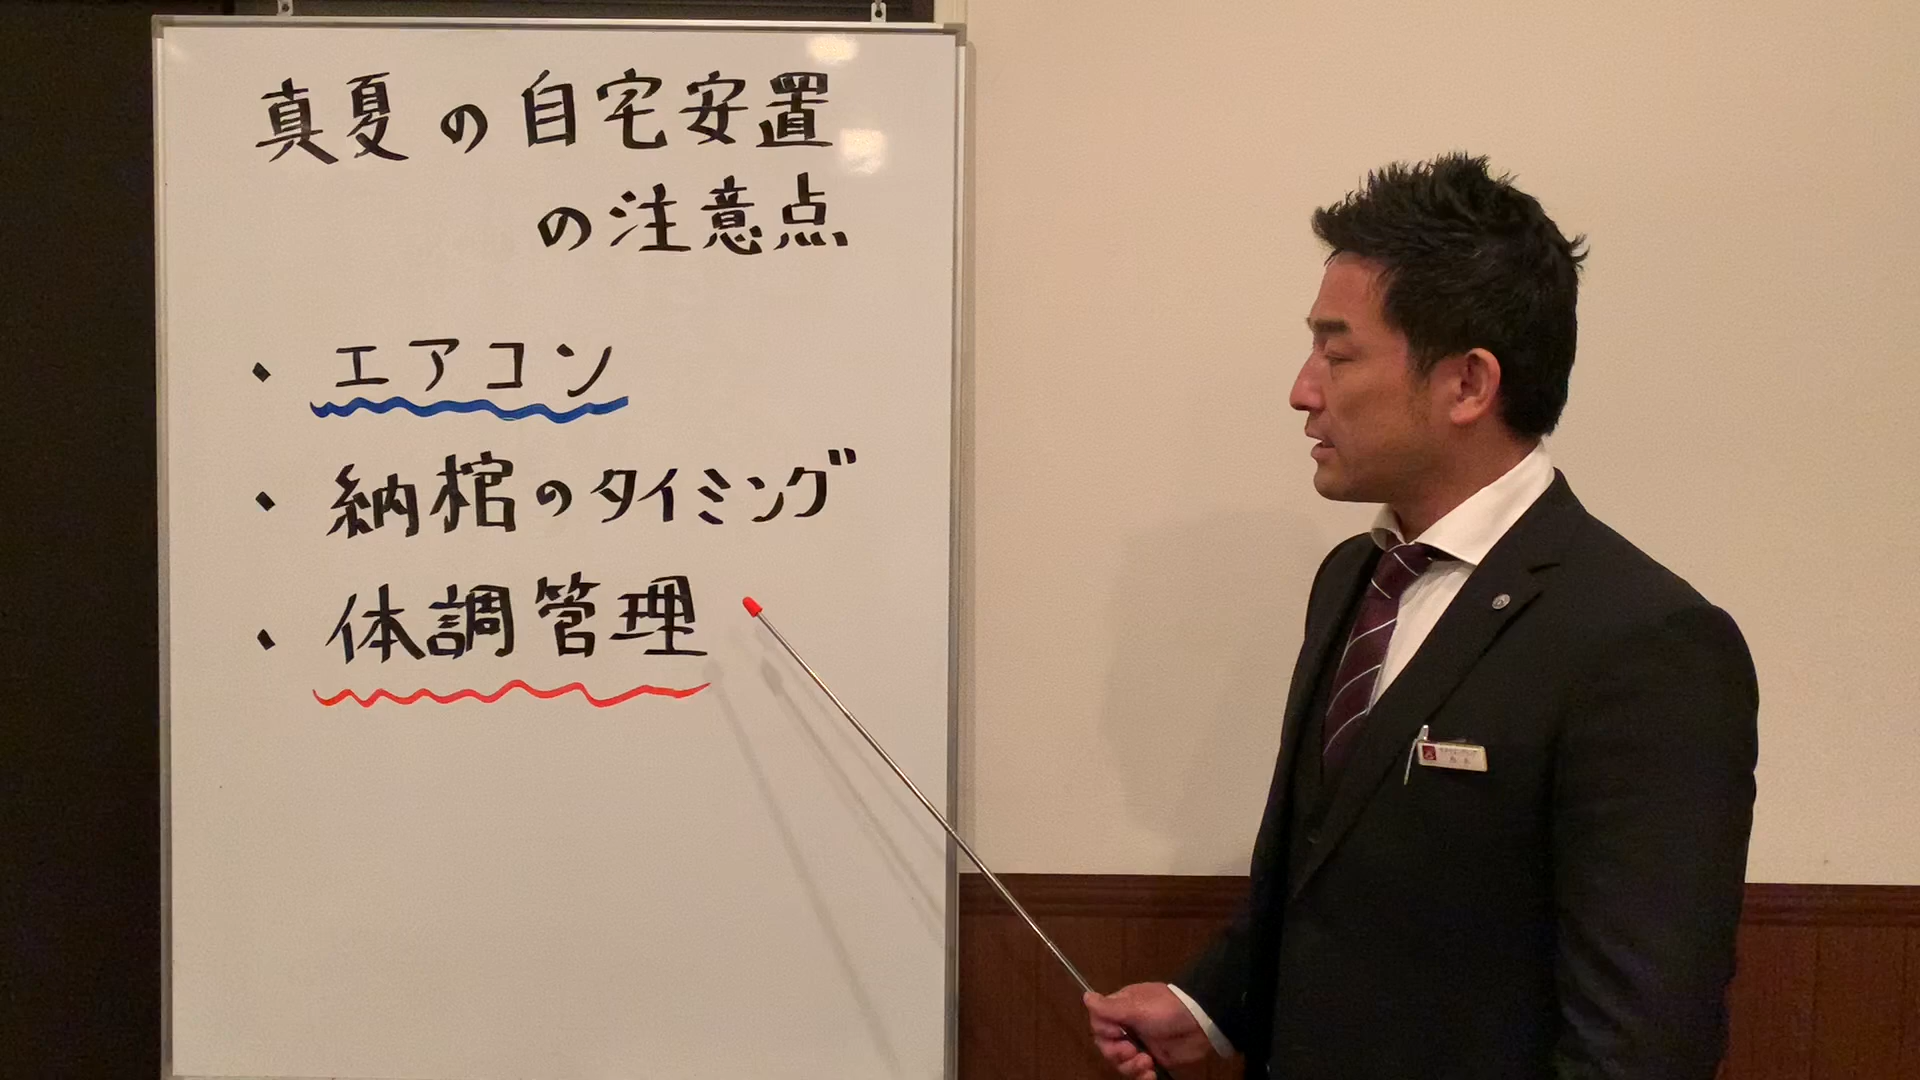 真夏の自宅安置
の注意点
・エアコン
・納棺のタイミング
・体調管理